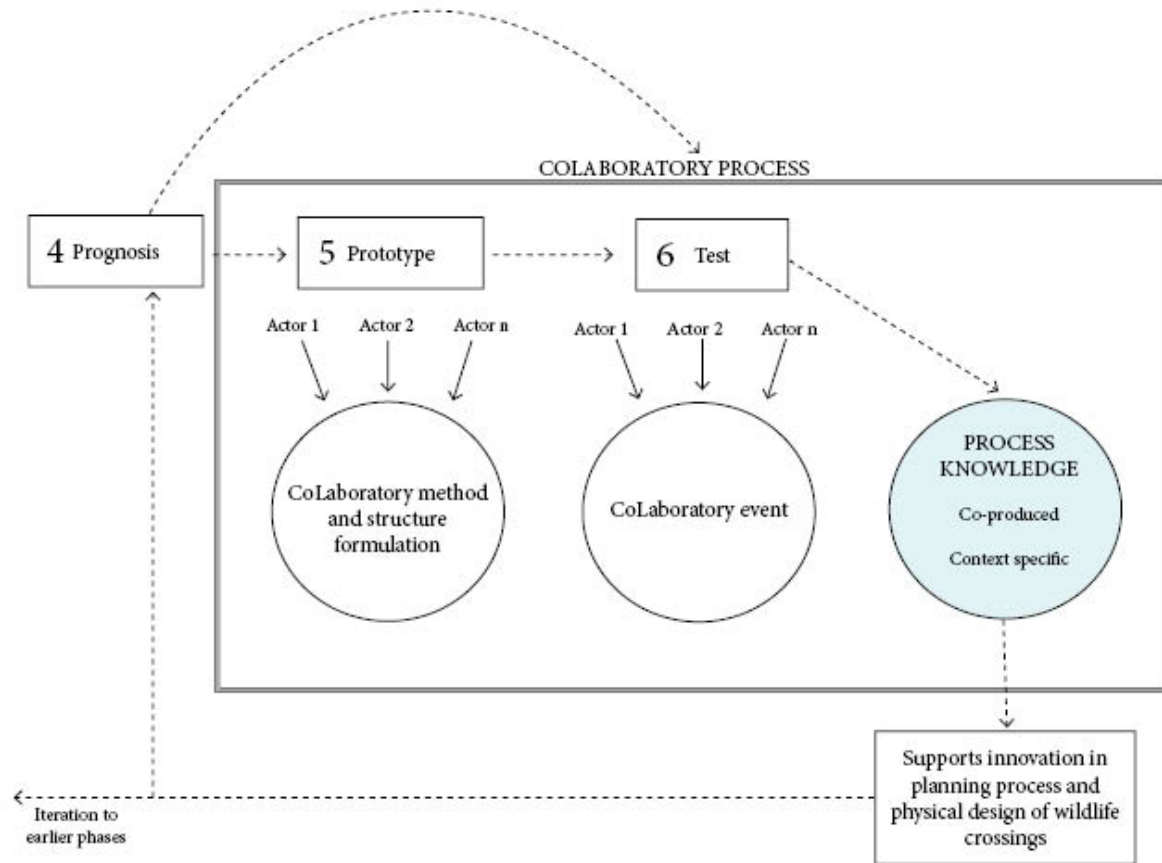 COLABORATORY PROCESS
4 Prognosis
5 Prototype
6 Test
Actor 1
Actor 2
Actor n
Actor 1
Actor 2
Actor n
CoLaboratory method
and structure
formulation
CoLaboratory event
PROCESS
KNOWLEDGE
Co-produced
Context specific
Supports innovation in
planning process and
physical design of wildlife
crossings
Iteration to
earlier phases